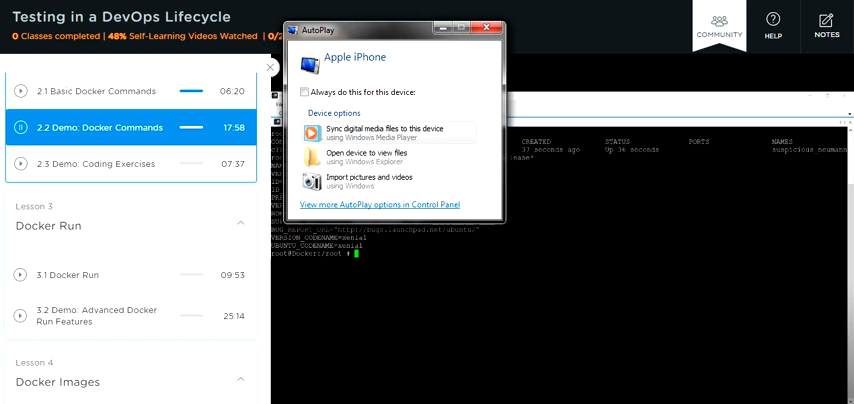 Testing in a DevOps Lifecycle
0 Classes completed | 48% Self-Learning Videos Watched | 0/
COMMUNITY
HELP
NOTES
2.1 Basic Docker Commands 06:20
2.2 Demo: Docker Commands 17:58
2.3 Demo: Coding Exercises 07:37
Lesson 3
Docker Run
3.1 Docker Run 09:53
3.2 Demo: Advanced Docker
Run Features 25:14
Lesson 4
Docker Images
AutoPlay
Apple iPhone
Always do this for this device:
Device options
Sync digital media files to this device
using Windows Media Player
Open device to view files
using Windows Explorer
Import pictures and videos
using Windows
View more AutoPlay options in Control Panel
CREATED STATUS PORTS NAMES
37 seconds ago Up 36 seconds suspicious_neumann
ease*
BUG_REPORT_URL="http://bugs.launchpad.net/ubuntu/"
VERSION_CODENAME=xenial
UBUNTU_CODENAME=xenial
root@Docker:/root #